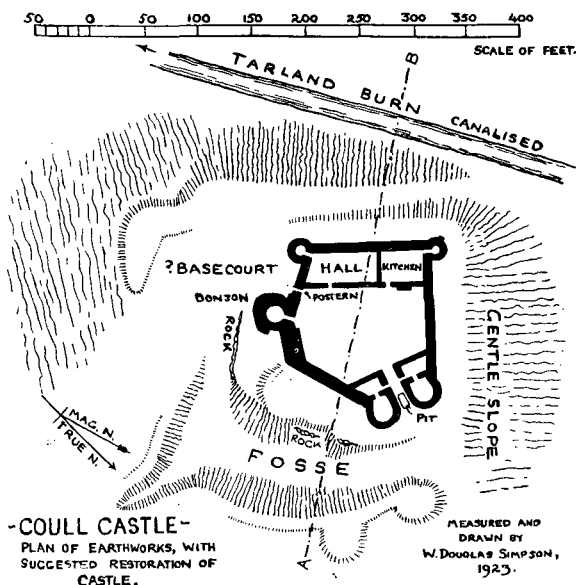 50 0 50 100 150 200 250 300 350 400
SCALE OF FEET.
B
TARLAND BURN CANALISED
?BASECOURT
HALL
KITCHEN
DONJON
POSTERN
ROCK
GENTLE SLOPE
PIT
ROCK
MAG. N.
TRUE N.
FOSSE
A
-COULL CASTLE-
PLAN OF EARTHWORKS, WITH
SUGGESTED RESTORATION OF
CASTLE.
MEASURED AND
DRAWN BY
W. DOUGLAS SIMPSON,
1923.